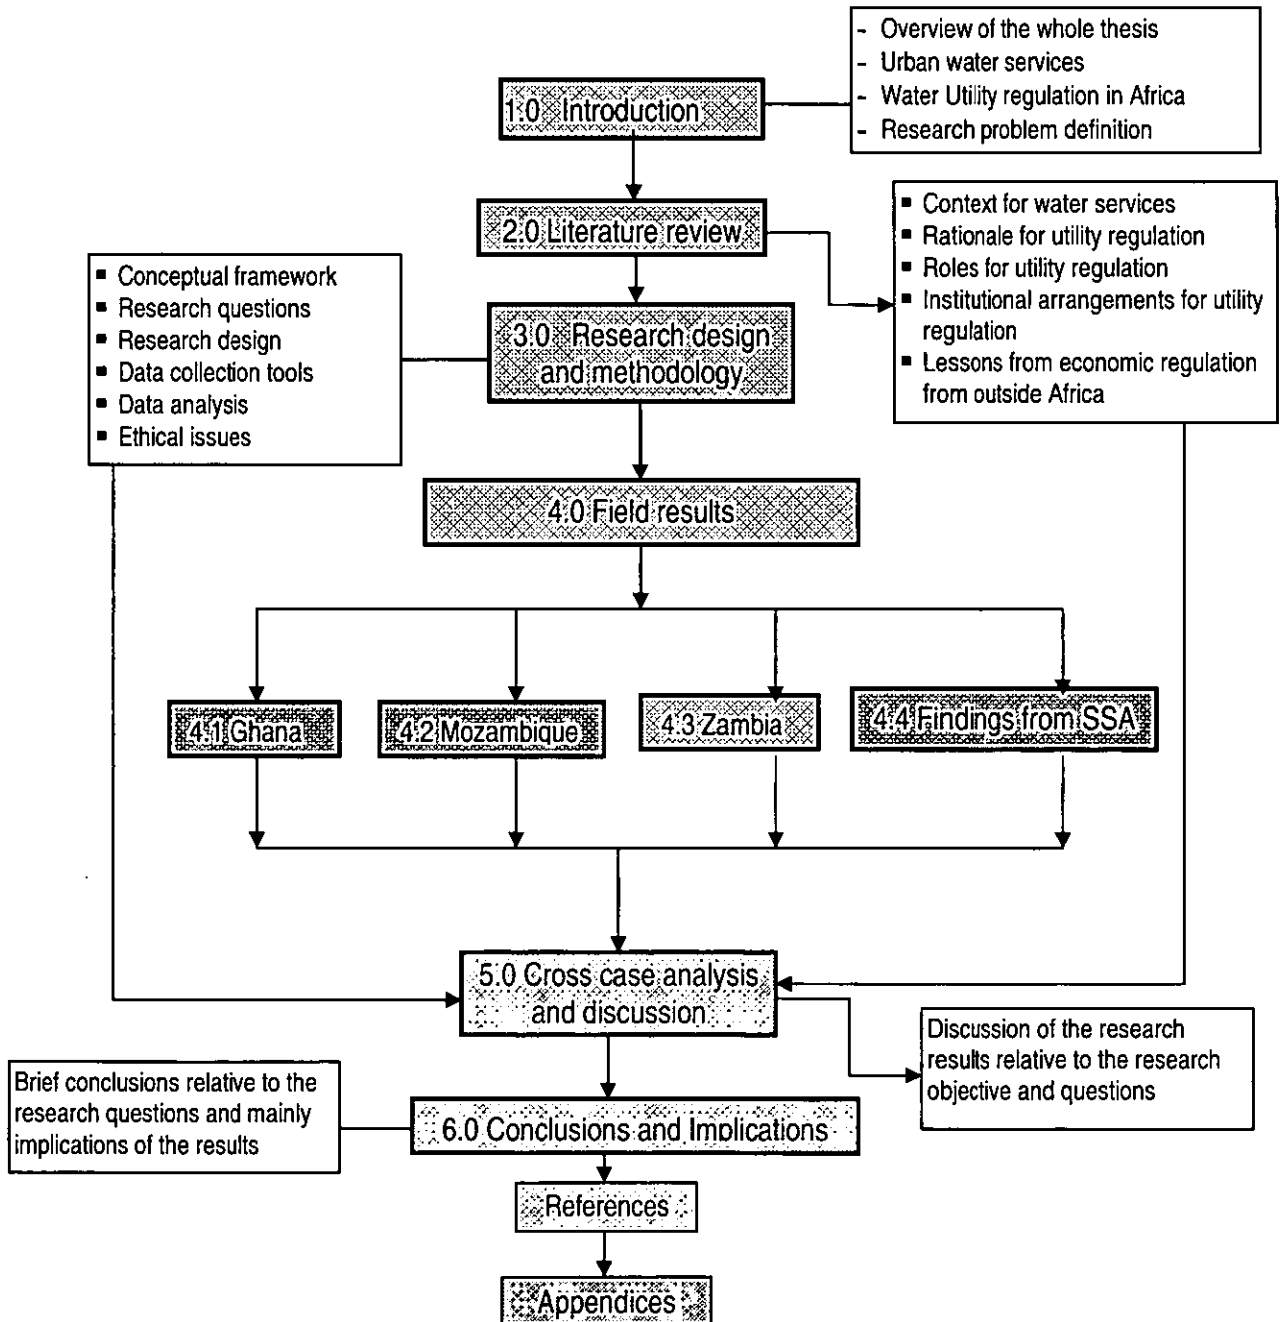 1.0 Introduction
- Overview of the whole thesis
- Urban water services
- Water Utility regulation in Africa
- Research problem definition
2.0 Literature review
▪ Context for water services
▪ Rationale for utility regulation
▪ Roles for utility regulation
▪ Institutional arrangements for utility
regulation
▪ Lessons from economic regulation
from outside Africa
▪ Conceptual framework
▪ Research questions
▪ Research design
▪ Data collection tools
▪ Data analysis
▪ Ethical issues
3.0 Research design
and methodology
4.0 Field results
4.1 Ghana
4.2 Mozambique
4.3 Zambia
4.4 Findings from SSA
5.0 Cross case analysis
and discussion
Discussion of the research
results relative to the research
objective and questions
Brief conclusions relative to the
research questions and mainly
implications of the results
6.0 Conclusions and Implications
References
Appendices